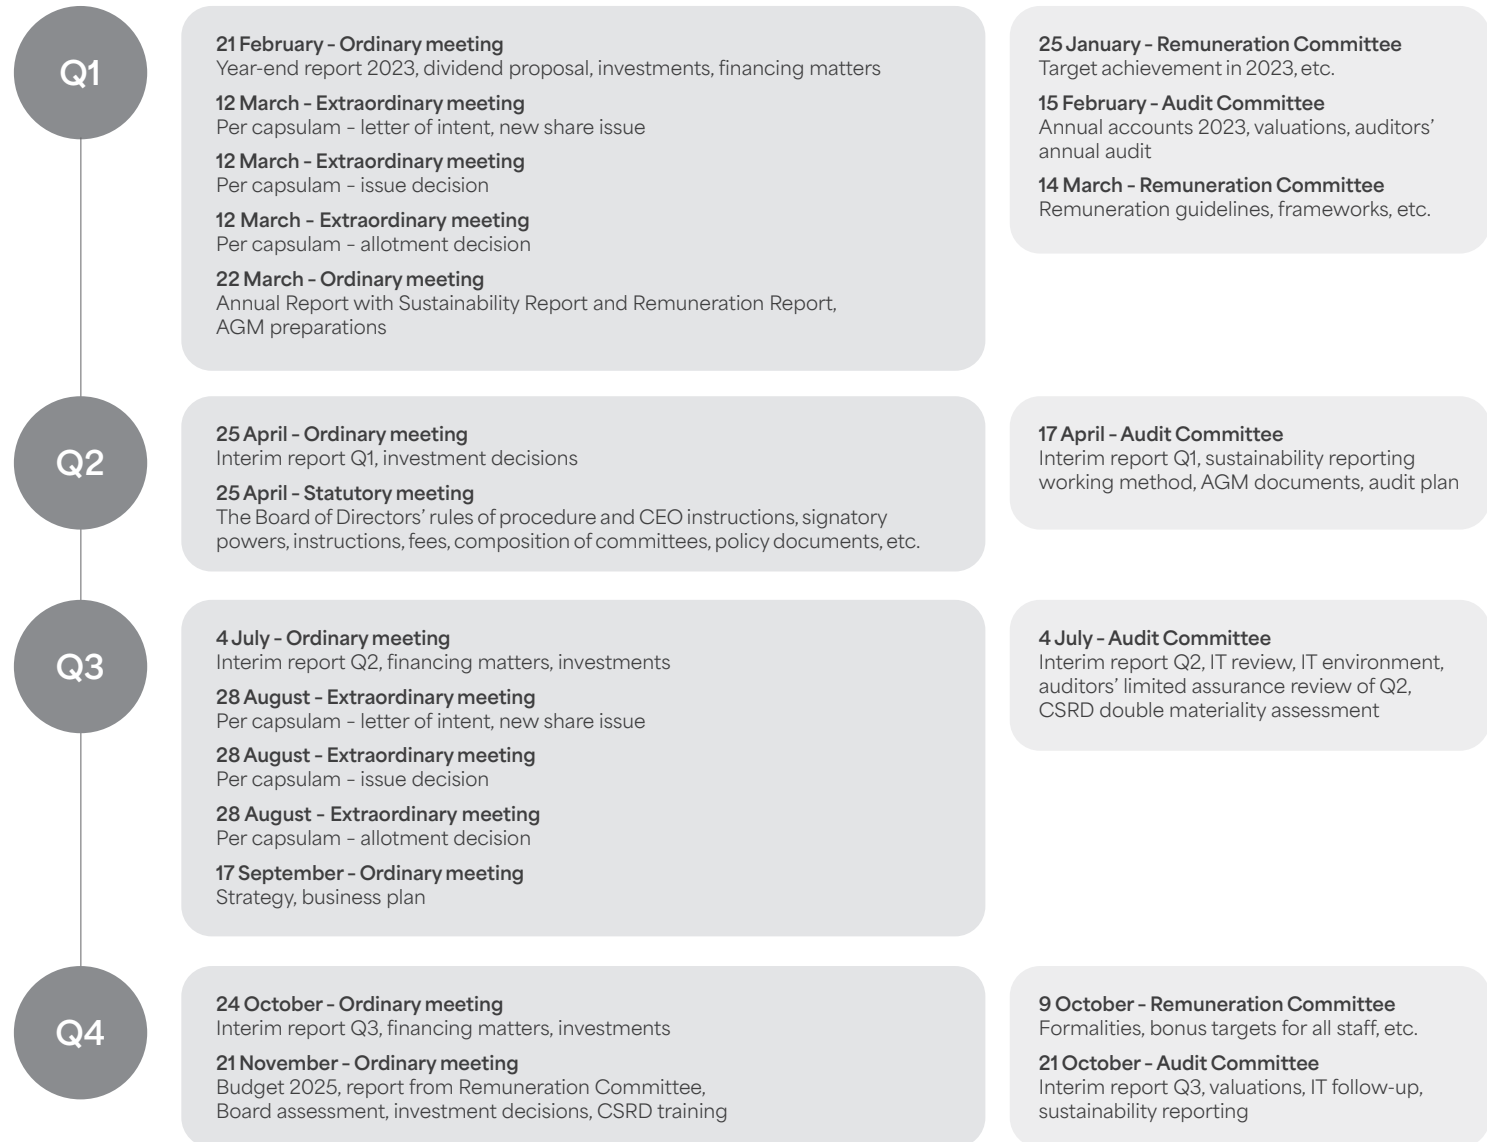 Q1
21 February – Ordinary meeting
Year-end report 2023, dividend proposal, investments, financing matters
12 March – Extraordinary meeting
Per capsulam – letter of intent, new share issue
12 March – Extraordinary meeting
Per capsulam – issue decision
12 March – Extraordinary meeting
Per capsulam – allotment decision
22 March – Ordinary meeting
Annual Report with Sustainability Report and Remuneration Report,
AGM preparations
25 January – Remuneration Committee
Target achievement in 2023, etc.
15 February – Audit Committee
Annual accounts 2023, valuations, auditors’
annual audit
14 March – Remuneration Committee
Remuneration guidelines, frameworks, etc.
Q2
25 April – Ordinary meeting
Interim report Q1, investment decisions
25 April – Statutory meeting
The Board of Directors’ rules of procedure and CEO instructions, signatory
powers, instructions, fees, composition of committees, policy documents, etc.
17 April – Audit Committee
Interim report Q1, sustainability reporting
working method, AGM documents, audit plan
Q3
4 July – Ordinary meeting
Interim report Q2, financing matters, investments
28 August – Extraordinary meeting
Per capsulam – letter of intent, new share issue
28 August – Extraordinary meeting
Per capsulam – issue decision
28 August – Extraordinary meeting
Per capsulam – allotment decision
17 September – Ordinary meeting
Strategy, business plan
4 July – Audit Committee
Interim report Q2, IT review, IT environment,
auditors’ limited assurance review of Q2,
CSRD double materiality assessment
Q4
24 October – Ordinary meeting
Interim report Q3, financing matters, investments
21 November – Ordinary meeting
Budget 2025, report from Remuneration Committee,
Board assessment, investment decisions, CSRD training
9 October – Remuneration Committee
Formalities, bonus targets for all staff, etc.
21 October – Audit Committee
Interim report Q3, valuations, IT follow-up,
sustainability reporting